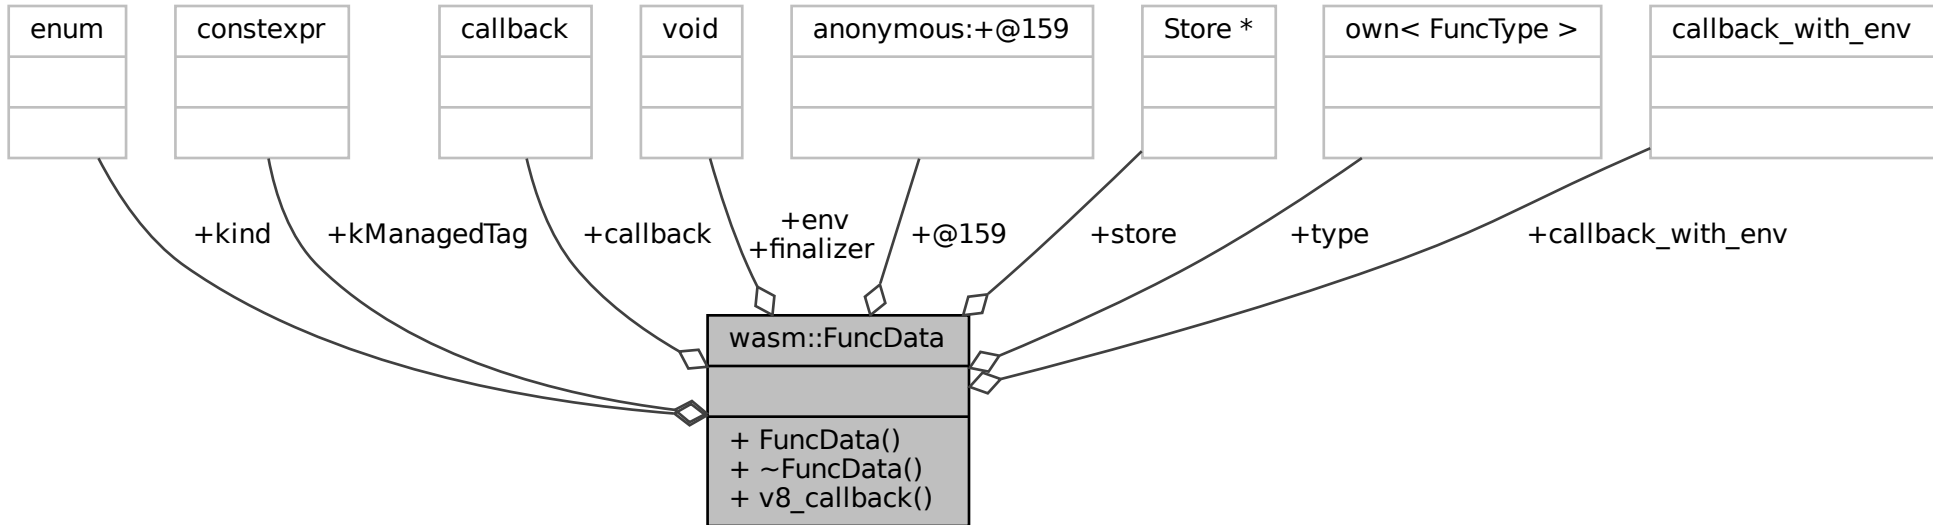 enum
constexpr
callback
void
anonymous:+@159
Store *
own< FuncType >
callback_with_env
+kind
+kManagedTag
+callback
+env
+finalizer
+@159
+store
+type
+callback_with_env
wasm::FuncData
+ FuncData()
+ ~FuncData()
+ v8_callback()